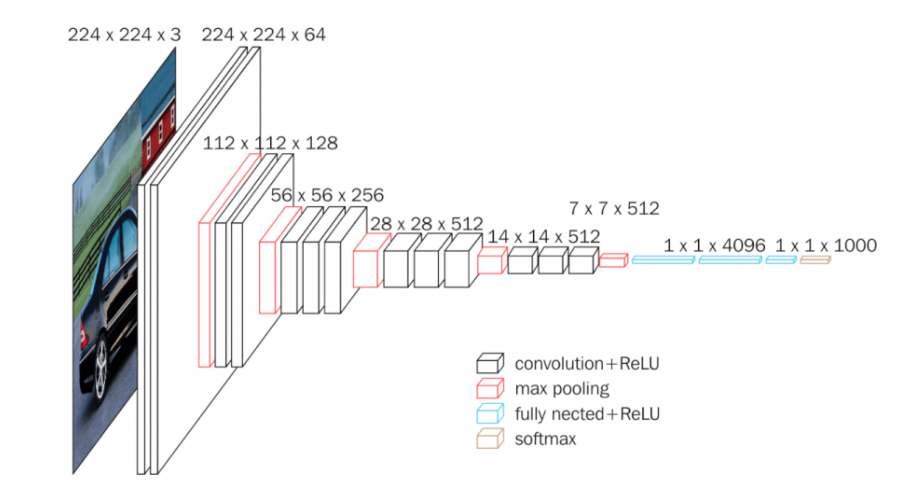 224 x 224 x 3
224 x 224 x 64
112 x 112 x 128
56 x 56 x 256
28 x 28 x 512
14 x 14 x 512
7 x 7 x 512
1 x 1 x 4096
1 x 1 x 1000
convolution+ReLU
max pooling
fully nected+ReLU
softmax